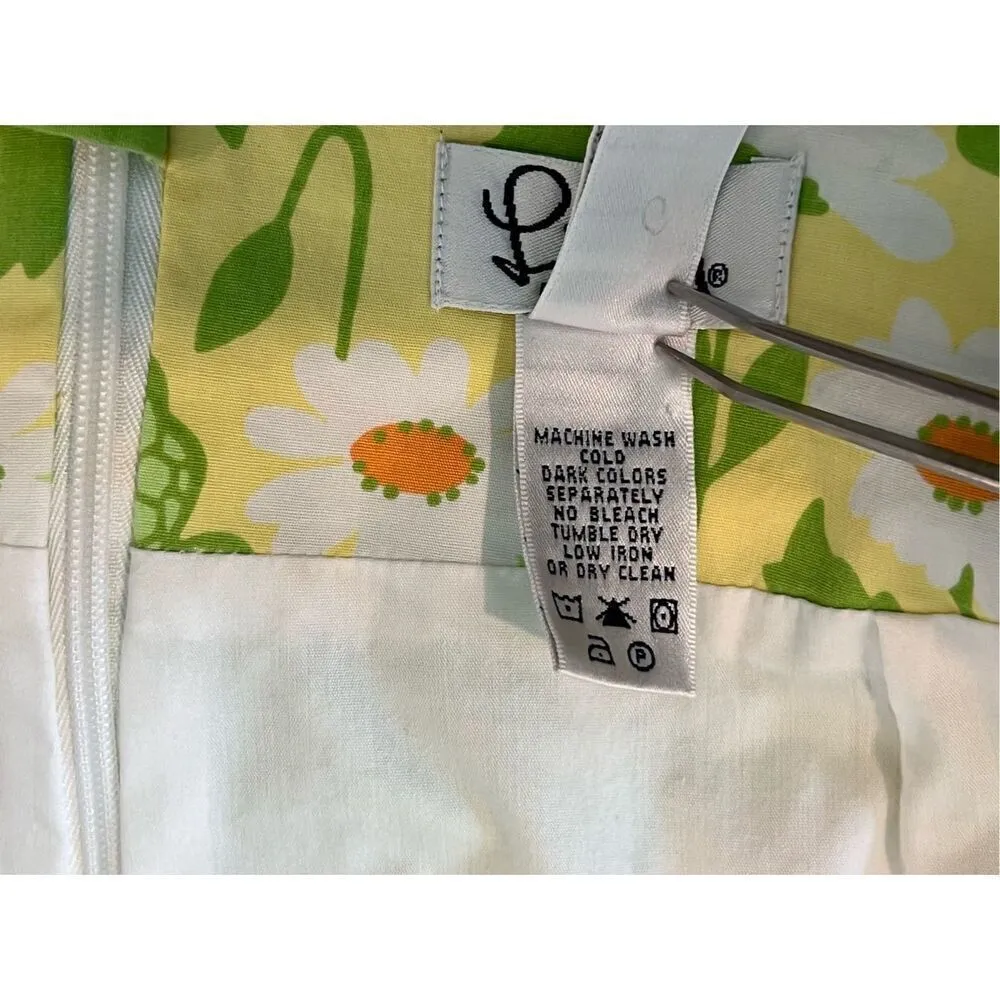 ®
MACHINE WASH
COLD
DARK COLORS
SEPARATELY
NO BLEACH
TUMBLE DRY
LOW IRON
OR DRY CLEAN
P